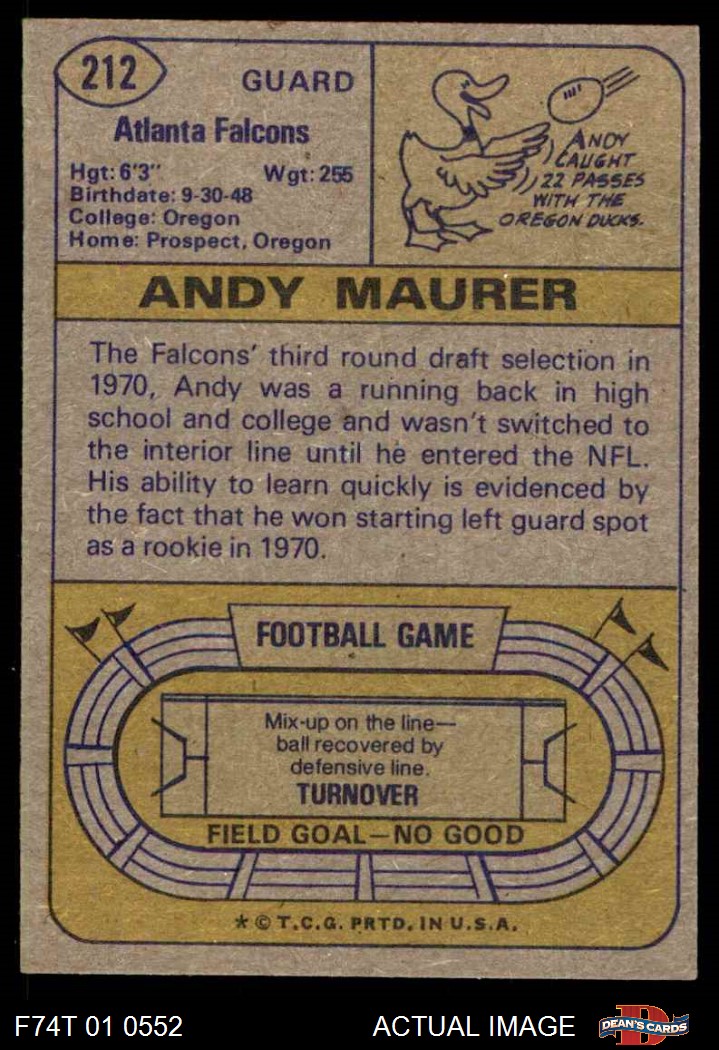 212
GUARD
Atlanta Falcons
Hgt: 6'3" Wgt: 255
Birthdate: 9-30-48
College: Oregon
Home: Prospect, Oregon
ANDY
CAUGHT
22 PASSES
WITH THE
OREGON DUCKS.
ANDY MAURER
The Falcons' third round draft selection in
1970, Andy was a running back in high
school and college and wasn't switched to
the interior line until he entered the NFL.
His ability to learn quickly is evidenced by
the fact that he won starting left guard spot
as a rookie in 1970.
FOOTBALL GAME
Mix-up on the line—
ball recovered by
defensive line.
TURNOVER
FIELD GOAL—NO GOOD
* © T.C.G. PRTD. IN U.S.A.
F74T 01 0552 ACTUAL IMAGE
D
DEAN'S CARDS